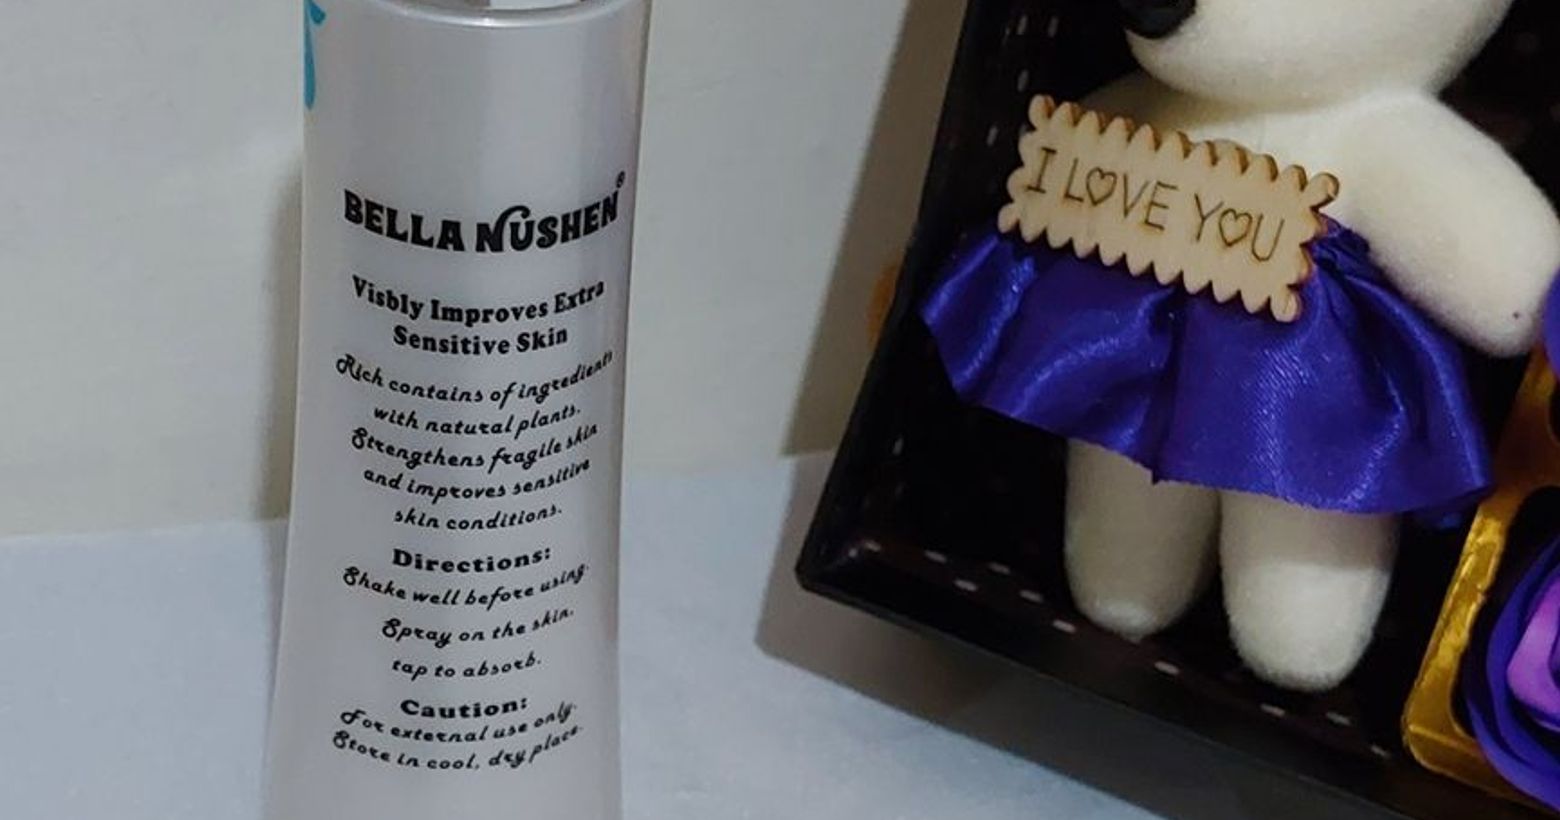 BELLA NUSHEN®
Visbly Improves Extra
Sensitive Skin
Rich contains of ingredients
with natural plants.
Strengthens fragile skin
and improves sensitive
skin conditions.
Directions:
Shake well before using.
Spray on the skin.
tap to absorb.
Caution:
For external use only.
Store in cool, dry place.
I LOVE YOU